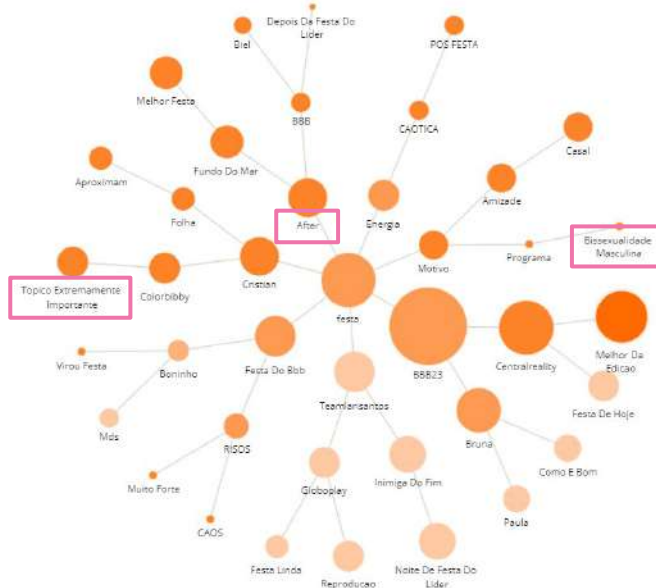 Depois Da Festa Do
Lider
Biel
POS FESTA
Melhor Festa
BBB
CAOTICA
Casal
Fundo Do Mar
Aproximam
Folha
After
Energia
Amizade
Bissexualidade
Masculina
Topico Extremamente
Importante
Colorbibby
Cristian
Motivo
Programa
festa
Virou Festa
Boninho
Festa Do Bbb
BBB23
Centralreality
Melhor Da
Edicao
Teamlarisantos
Festa De Hoje
Mds
RISOS
Bruna
Muito Forte
Globoplay
Inimiga Do Fim
Como E Bom
CAOS
Paula
Festa Linda
Reproducao
Noite De Festa Do
Lider